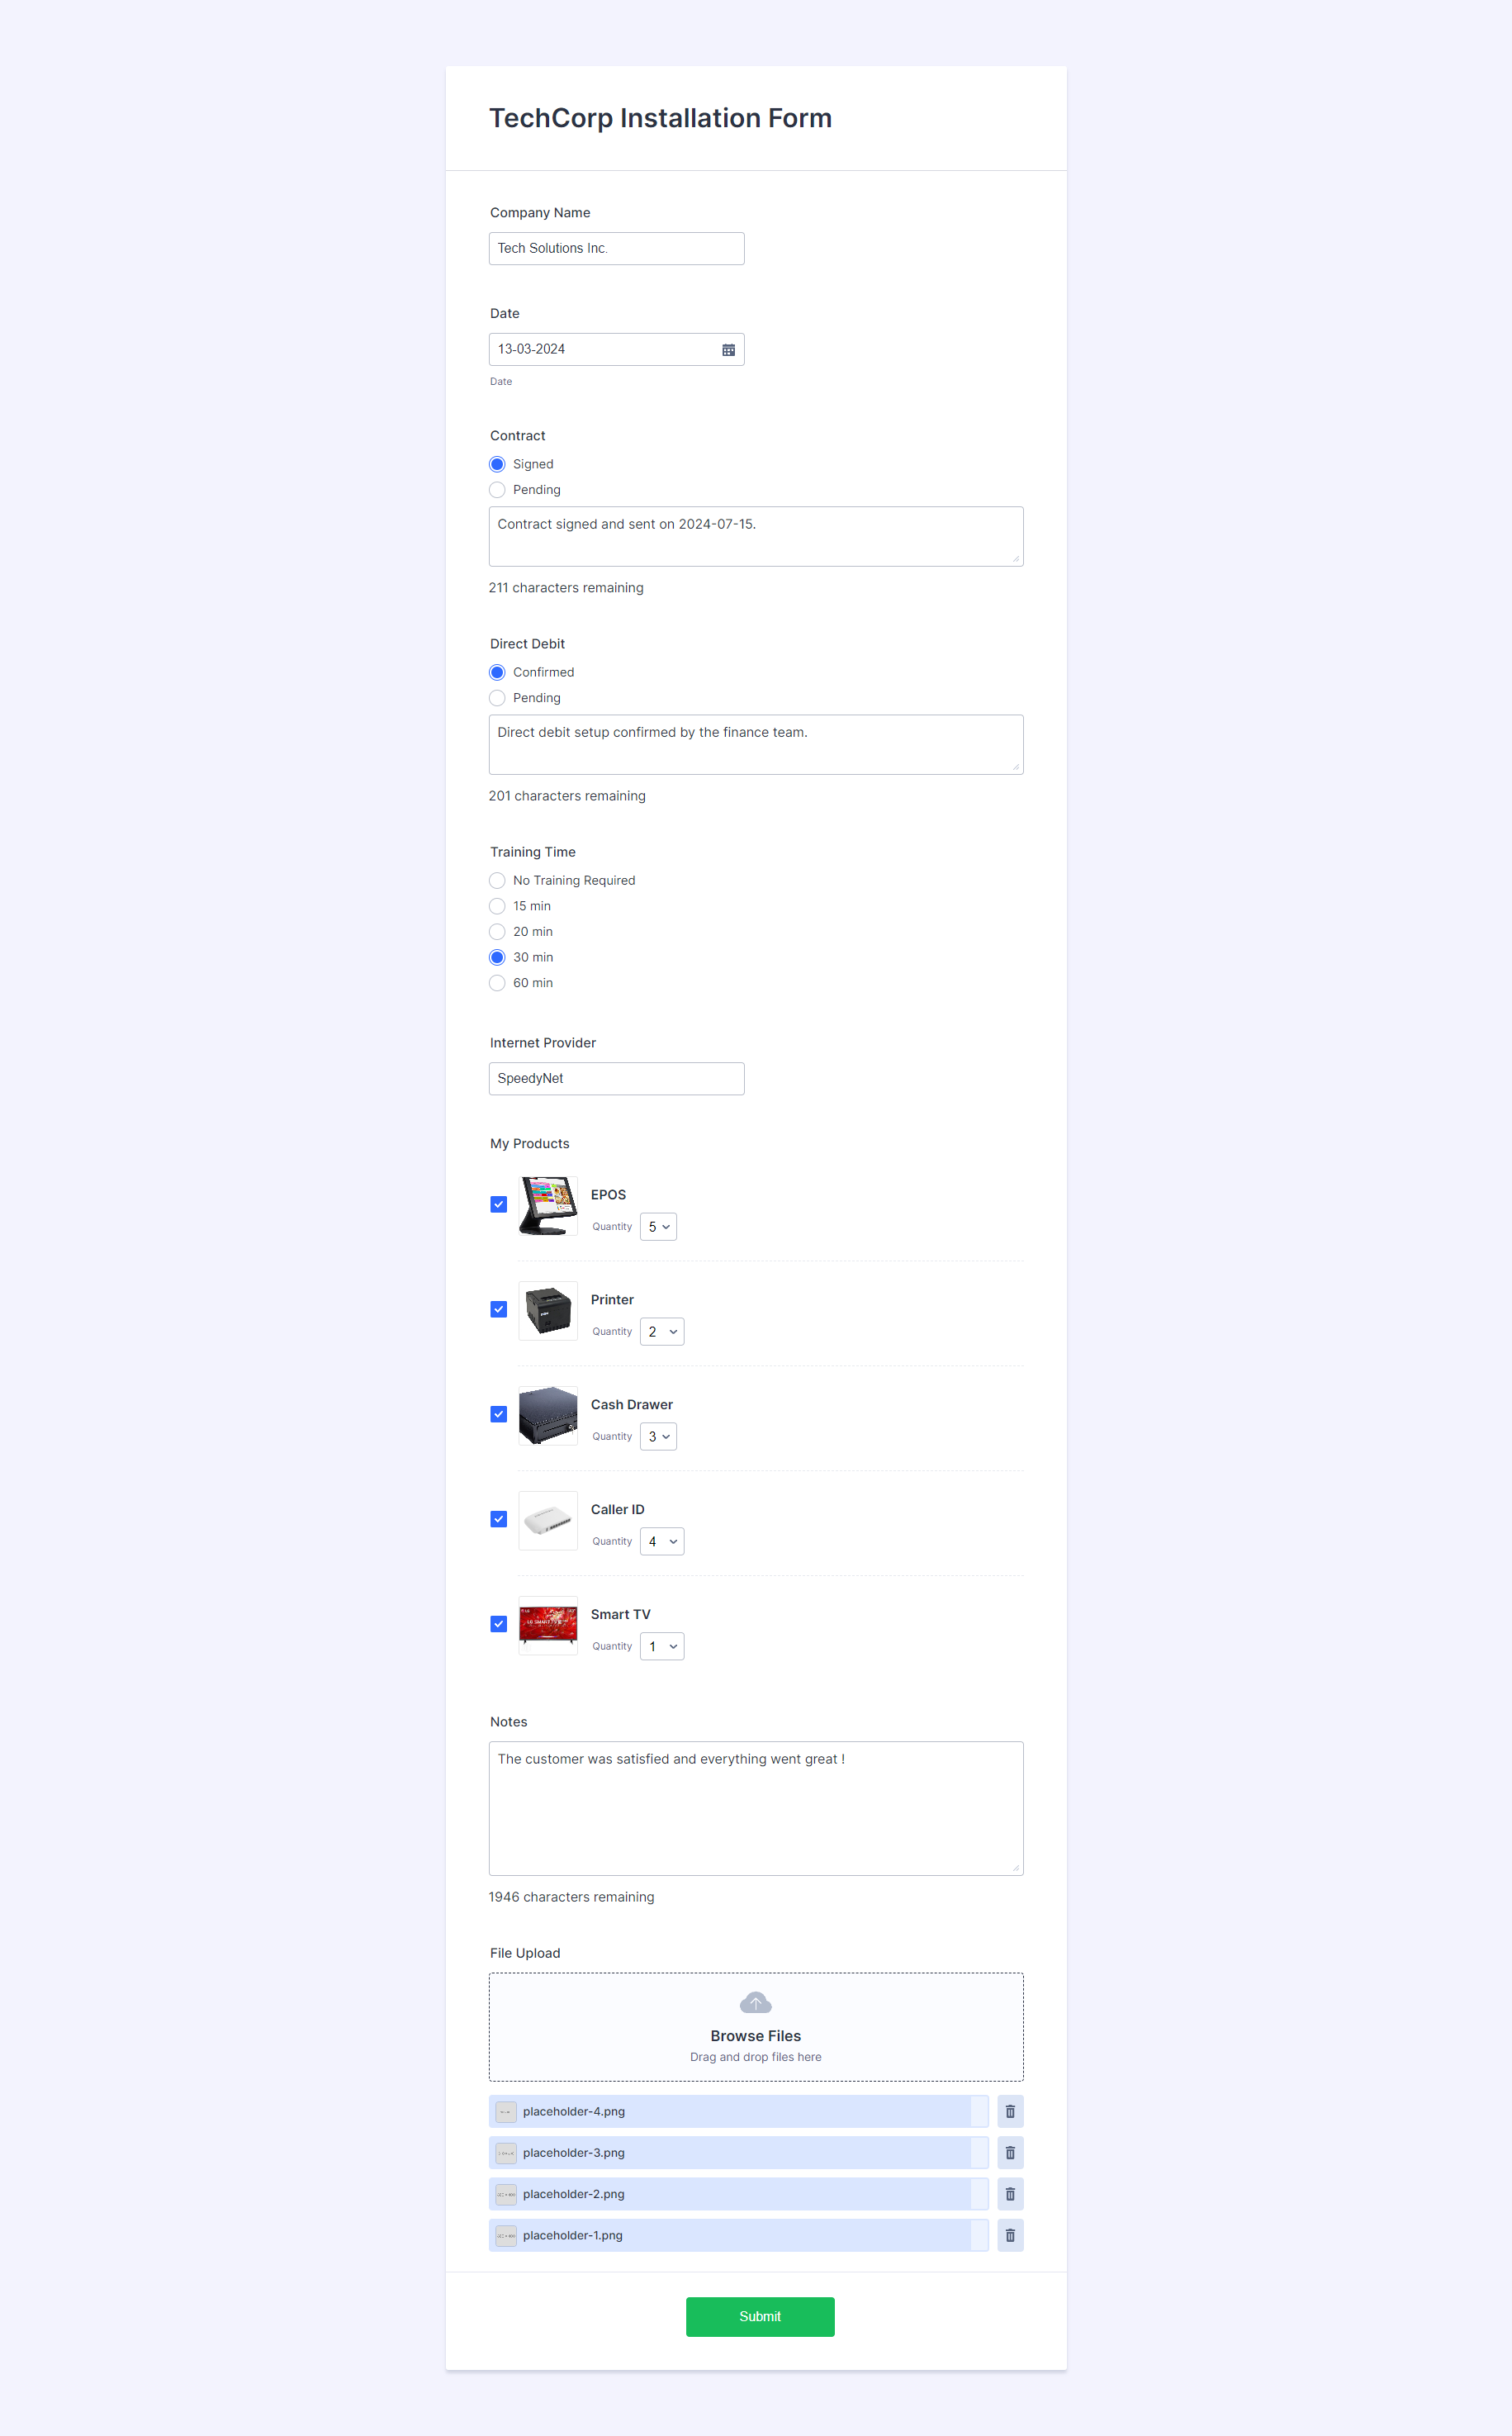 TechCorp Installation Form
Company Name
Tech Solutions Inc.
Date
13-03-2024
Date
Contract
Signed
Pending
Contract signed and sent on 2024-07-15.
211 characters remaining
Direct Debit
Confirmed
Pending
Direct debit setup confirmed by the finance team.
201 characters remaining
Training Time
No Training Required
15 min
20 min
30 min
60 min
Internet Provider
SpeedyNet
My Products
EPOS
Quantity 5
Printer
Quantity 2
Cash Drawer
Quantity 3
Caller ID
Quantity 4
Smart TV
Quantity 1
Notes
The customer was satisfied and everything went great !
1946 characters remaining
File Upload
Browse Files
Drag and drop files here
placeholder-4.png
placeholder-3.png
placeholder-2.png
placeholder-1.png
Submit